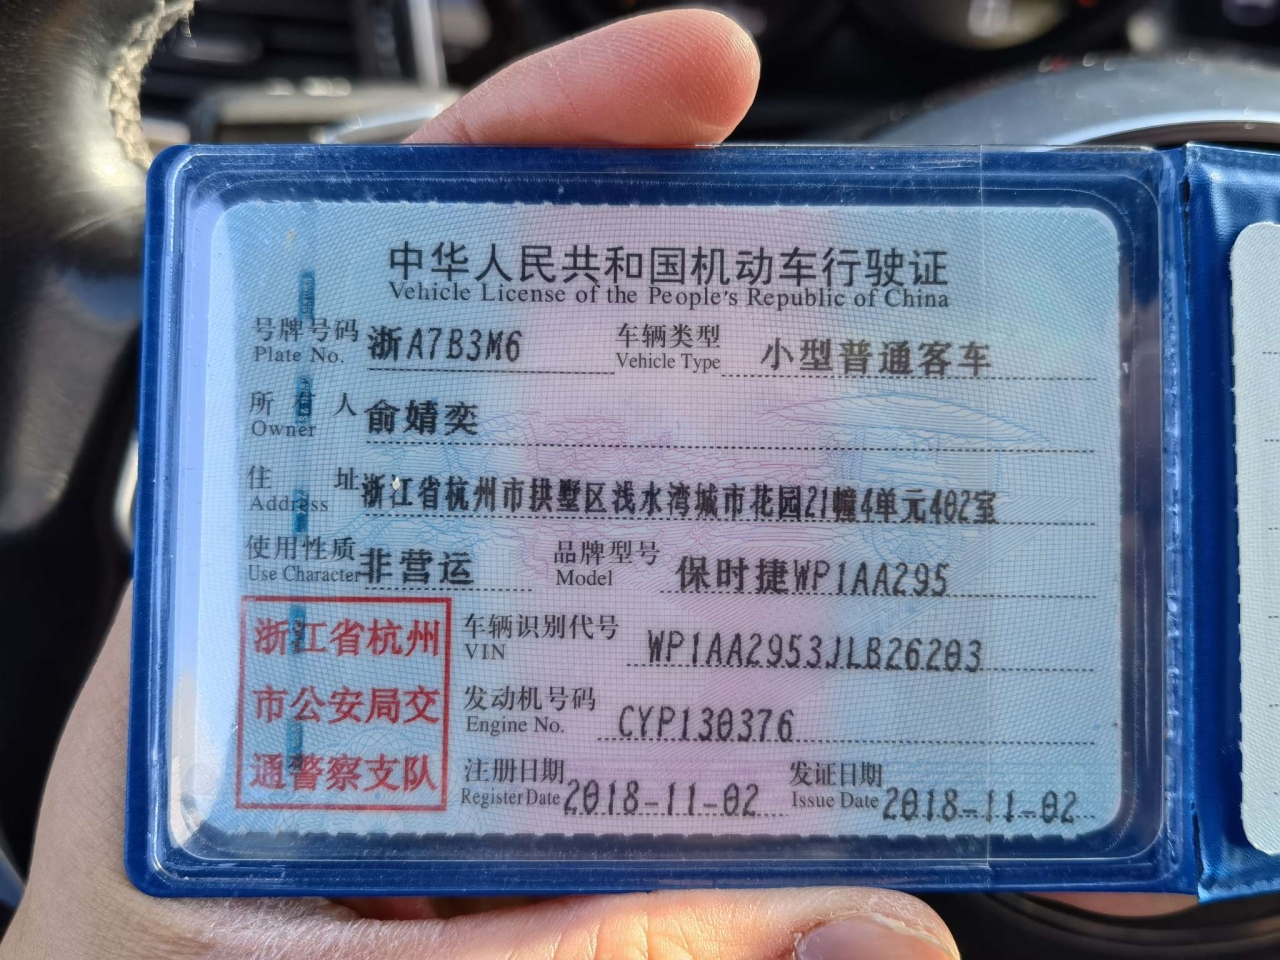 中华人民共和国机动车行驶证
Vehicle License of the People's Republic of China
号牌号码 浙A7B3M6 车辆类型 小型普通客车
Plate No. Vehicle Type
所有人 俞婧奕
Owner
住址 浙江省杭州市拱墅区浅水湾城市花园21幢4单元402室
Address
使用性质 非营运 品牌型号 保时捷WP1AA295
Use Character Model
浙江省杭州
市公安局交
通警察支队
车辆识别代号 WP1AA2953JLB26203
VIN
发动机号码 CYP130376
Engine No.
注册日期 2018-11-02 发证日期 2018-11-02
Register Date Issue Date